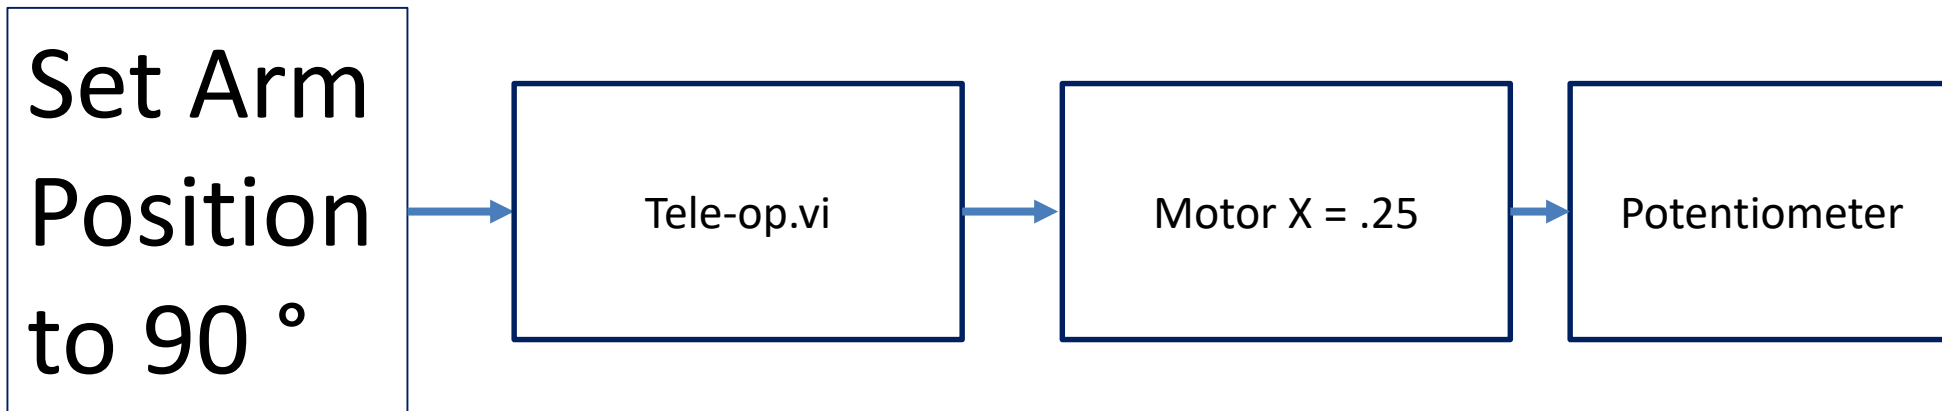 Set Arm
Position
to 90 °
Tele-op.vi
Motor X = .25
Potentiometer